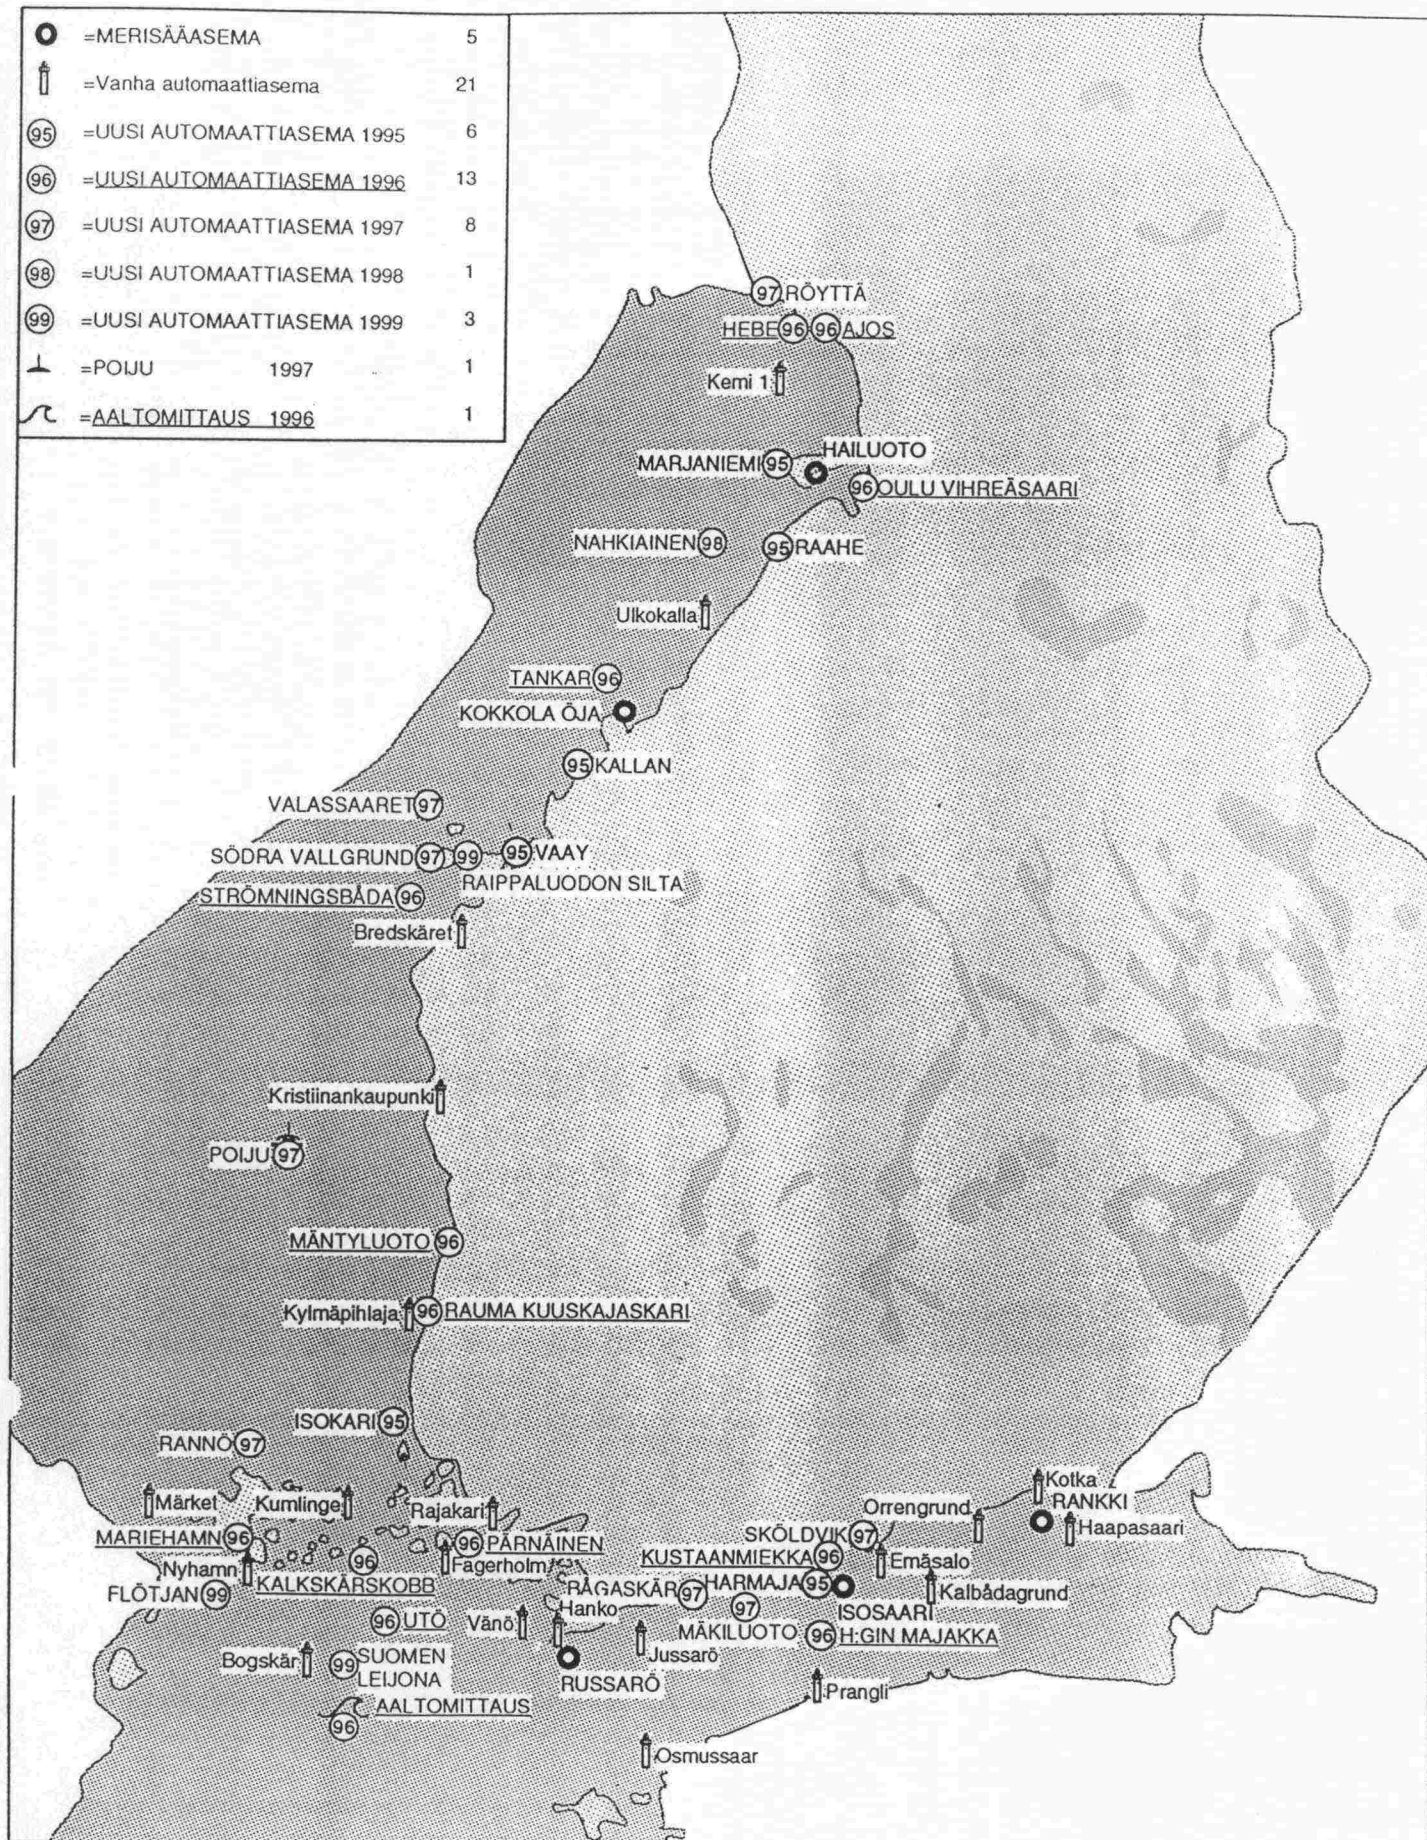 =MERISÄÄASEMA 5
=Vanha automaattiasema 21
95 =UUSI AUTOMAATTIASEMA 1995 6
96 =UUSI AUTOMAATTIASEMA 1996 13
97 =UUSI AUTOMAATTIASEMA 1997 8
98 =UUSI AUTOMAATTIASEMA 1998 1
99 =UUSI AUTOMAATTIASEMA 1999 3
=POIJU 1997 1
=AALTOMITTAUS 1996 1
97 RÖYTTÄ
HEBE 96 96 AJOS
Kemi 1
HAILUOTO
MARJANIEMI 95
96 OULU VIHREÄSAARI
NAHKIAINEN 98 95 RAAHE
Ulkokalla
TANKAR 96
KOKKOLA ÖJA
95 KALLAN
VALASSAARET 97
SÖDRA VALLGRUND 97 99 95 VAAY
RAIPPALUODON SILTA
STRÖMNINGSBÅDA 96
Bredskäret
Kristiinankaupunki
POIJU 97
MÄNTYLUOTO 96
Kylmäpihlaja 96 RAUMA KUUSKAJASKARI
ISOKARI 95
RANNÖ 97
Märket Kumlinge Rajakari Orrengrund Kotka
RANKKI
Haapasaari
MARIEHAMN 96 96 PÄRNÄINEN SKÖLDVIK 97
Nyhamn 96 Fagerholm KUSTAANMIEKKA 96 Emäsalo
KALKSKÄRSKOBB
FLÖTJAN 99 RÅGASKÄR 97 HARMAJA 95 Kalbådagrund
Hanko 97 ISOSAARI
96 UTÖ Vänö MÄKILUOTO 96 H:GIN MAJAKKA
Bogskär 99 SUOMEN
LEIJONA
Jussarö
RUSSARÖ
Prangli
AALTOMITTAUS
96
Osmussaar